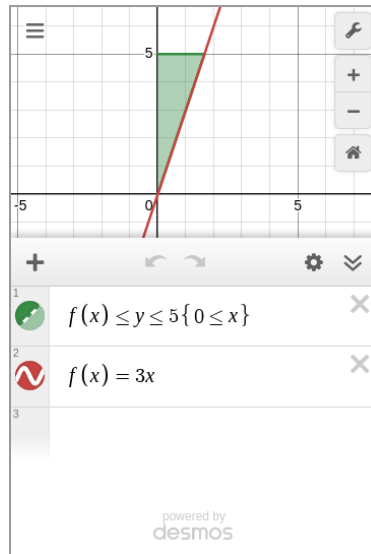 5
-5
0
5
1
f(x) ≤ y ≤ 5{0 ≤ x}
2
f(x) = 3x
3
powered by
desmos